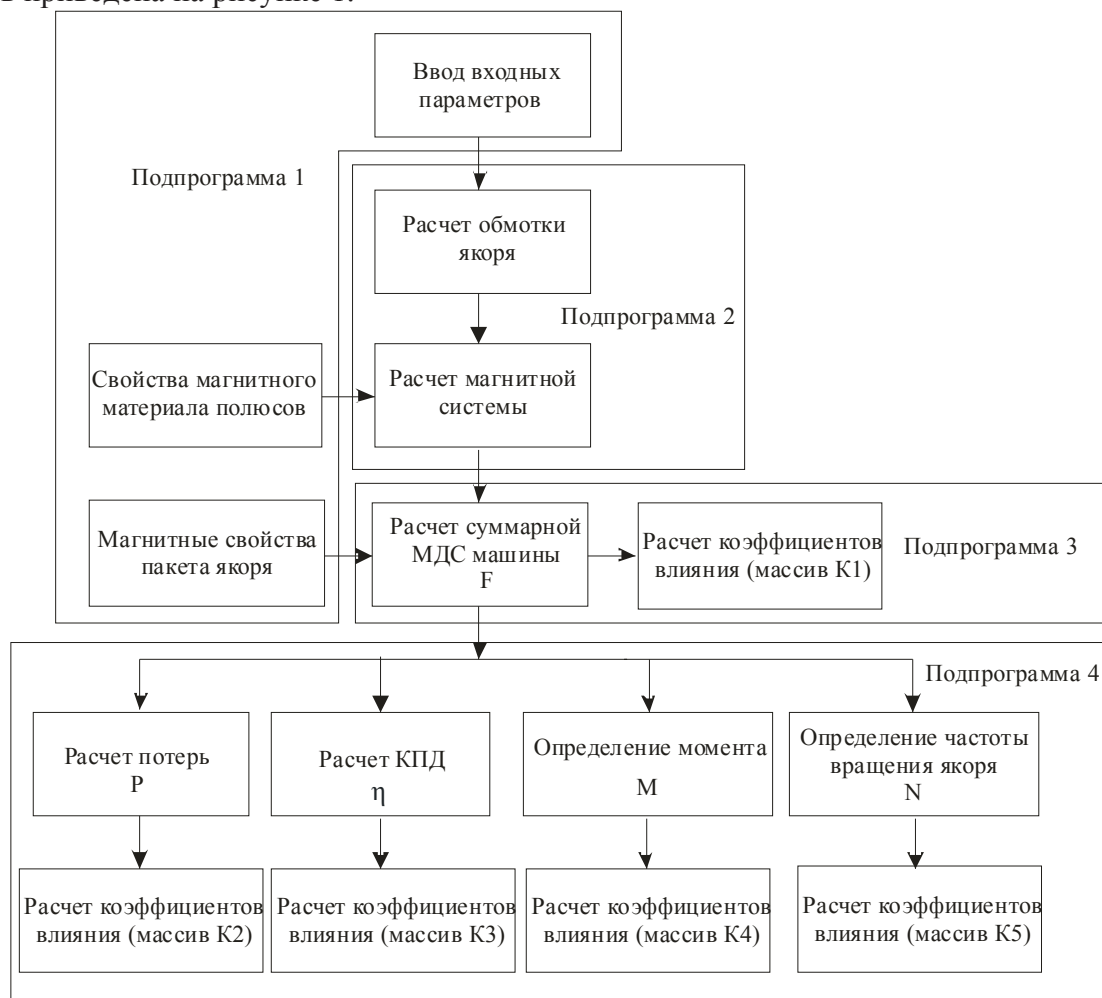 в приведена на рисунке 1.
Ввод входных
параметров
Подпрограмма 1
Расчет обмотки
якоря
Подпрограмма 2
Свойства магнитного
материала полюсов
Расчет магнитной
системы
Магнитные свойства
пакета якоря
Расчет суммарной
МДС машины
F
Расчет коэффициентов
влияния (массив К1)
Подпрограмма 3
Подпрограмма 4
Расчет потерь
P
Расчет КПД
η
Определение момента
М
Определение частоты
вращения якоря
N
Расчет коэффициентов
влияния (массив К2)
Расчет коэффициентов
влияния (массив К3)
Расчет коэффициентов
влияния (массив К4)
Расчет коэффициентов
влияния (массив К5)